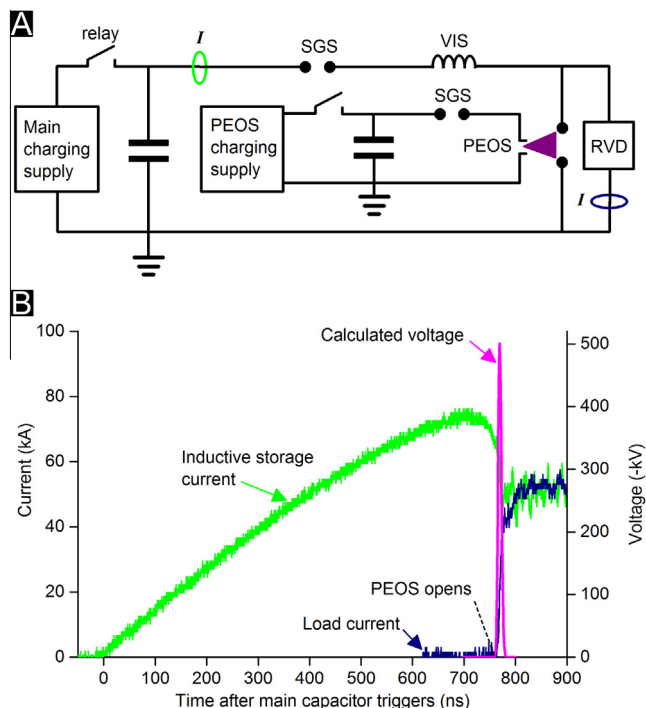 A
relay
I
SGS
VIS
Main
charging
supply
PEOS
charging
supply
SGS
PEOS
RVD
I
B
100
80
60
40
20
0
Current (kA)
Calculated voltage
Inductive storage
current
PEOS opens
Load current
500
400
300
200
100
0
Voltage (-kV)
0 100 200 300 400 500 600 700 800 900
Time after main capacitor triggers (ns)